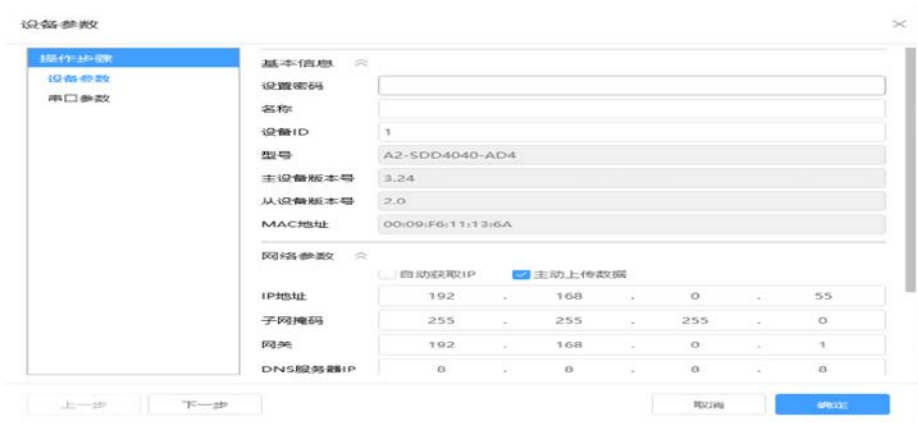 设备参数
操作步骤
设备参数
串口参数
基本信息
设置密码
名称
设备ID 1
型号 A2-SDD4040-AD4
主设备版本号 3.24
从设备版本号 2.0
MAC地址 00:09:F6:11:13:6A
网络参数
自动获取IP 主动上传数据
IP地址 192 . 168 . 0 . 55
子网掩码 255 . 255 . 255 . 0
网关 192 . 168 . 0 . 1
DNS服务器IP 8 . 8 . 8 . 8
上一步 下一步 取消 确定